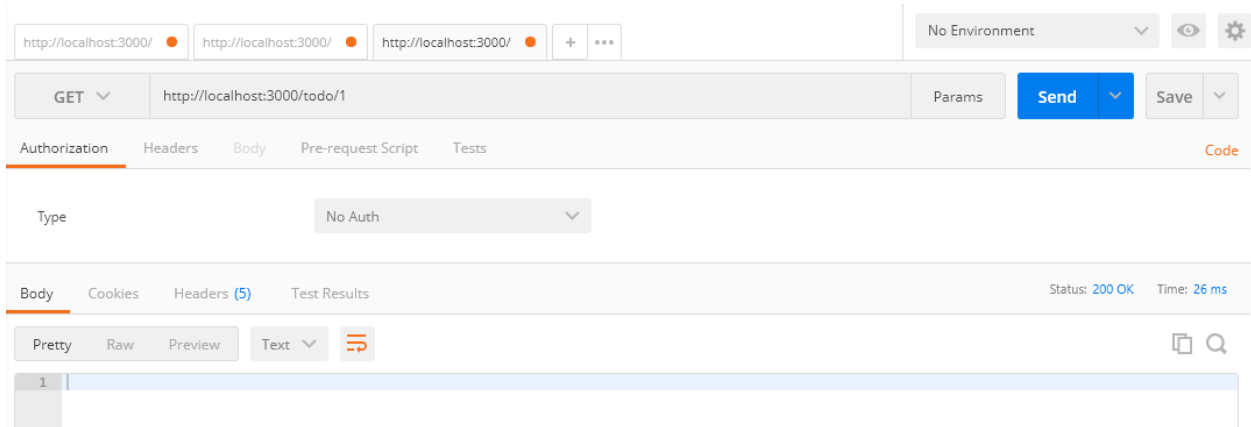 http://localhost:3000/ http://localhost:3000/ http://localhost:3000/ + ••• No Environment
GET http://localhost:3000/todo/1 Params Send Save
Authorization Headers Body Pre-request Script Tests Code
Type No Auth
Body Cookies Headers (5) Test Results Status: 200 OK Time: 26 ms
Pretty Raw Preview Text
1